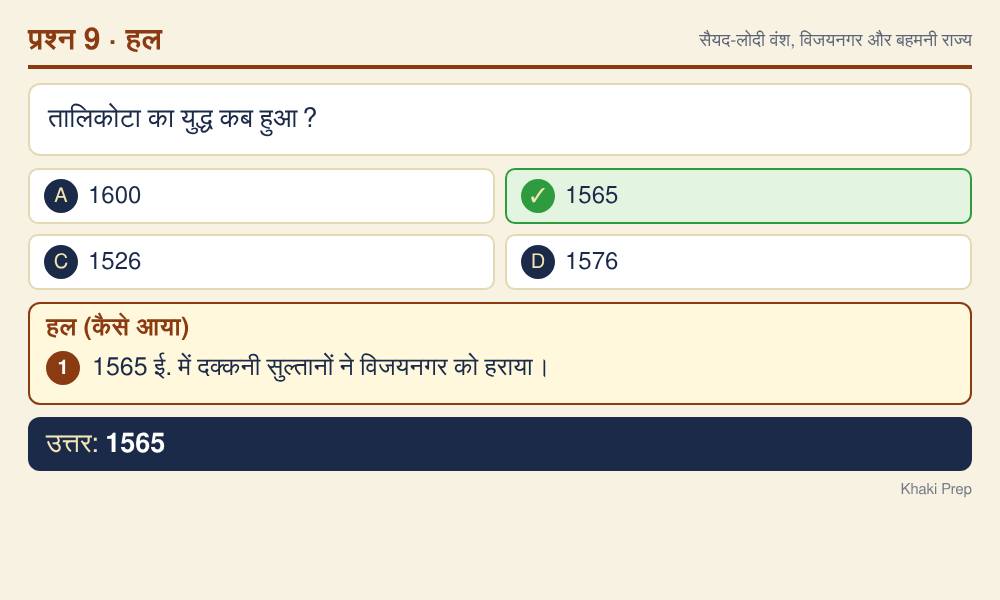 प्रश्न 9 · हल
सैयद-लोदी वंश, विजयनगर और बहमनी राज्य
तालिकोटा का युद्ध कब हुआ ?
A 1600
✓ 1565
C 1526
D 1576
हल (कैसे आया)
1 1565 ई. में दक्कनी सुल्तानों ने विजयनगर को हराया।
उत्तर: 1565
Khaki Prep